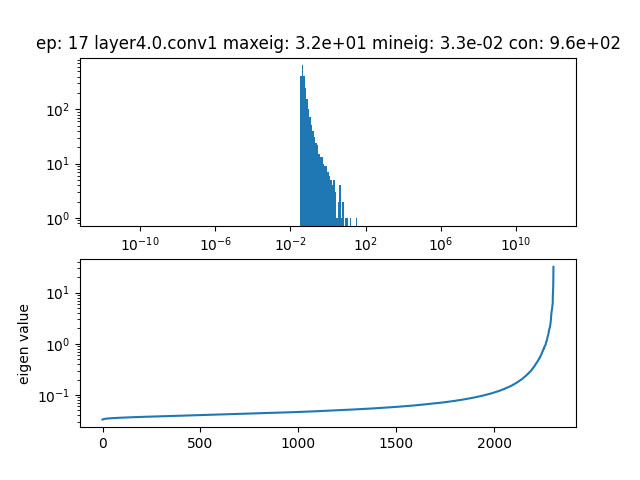 ep: 17 layer4.0.conv1 maxeig: 3.2e+01 mineig: 3.3e-02 con: 9.6e+02
10²
10¹
10⁰
10⁻¹⁰ 10⁻⁶ 10⁻² 10² 10⁶ 10¹⁰
eigen value
10¹
10⁰
10⁻¹
0 500 1000 1500 2000